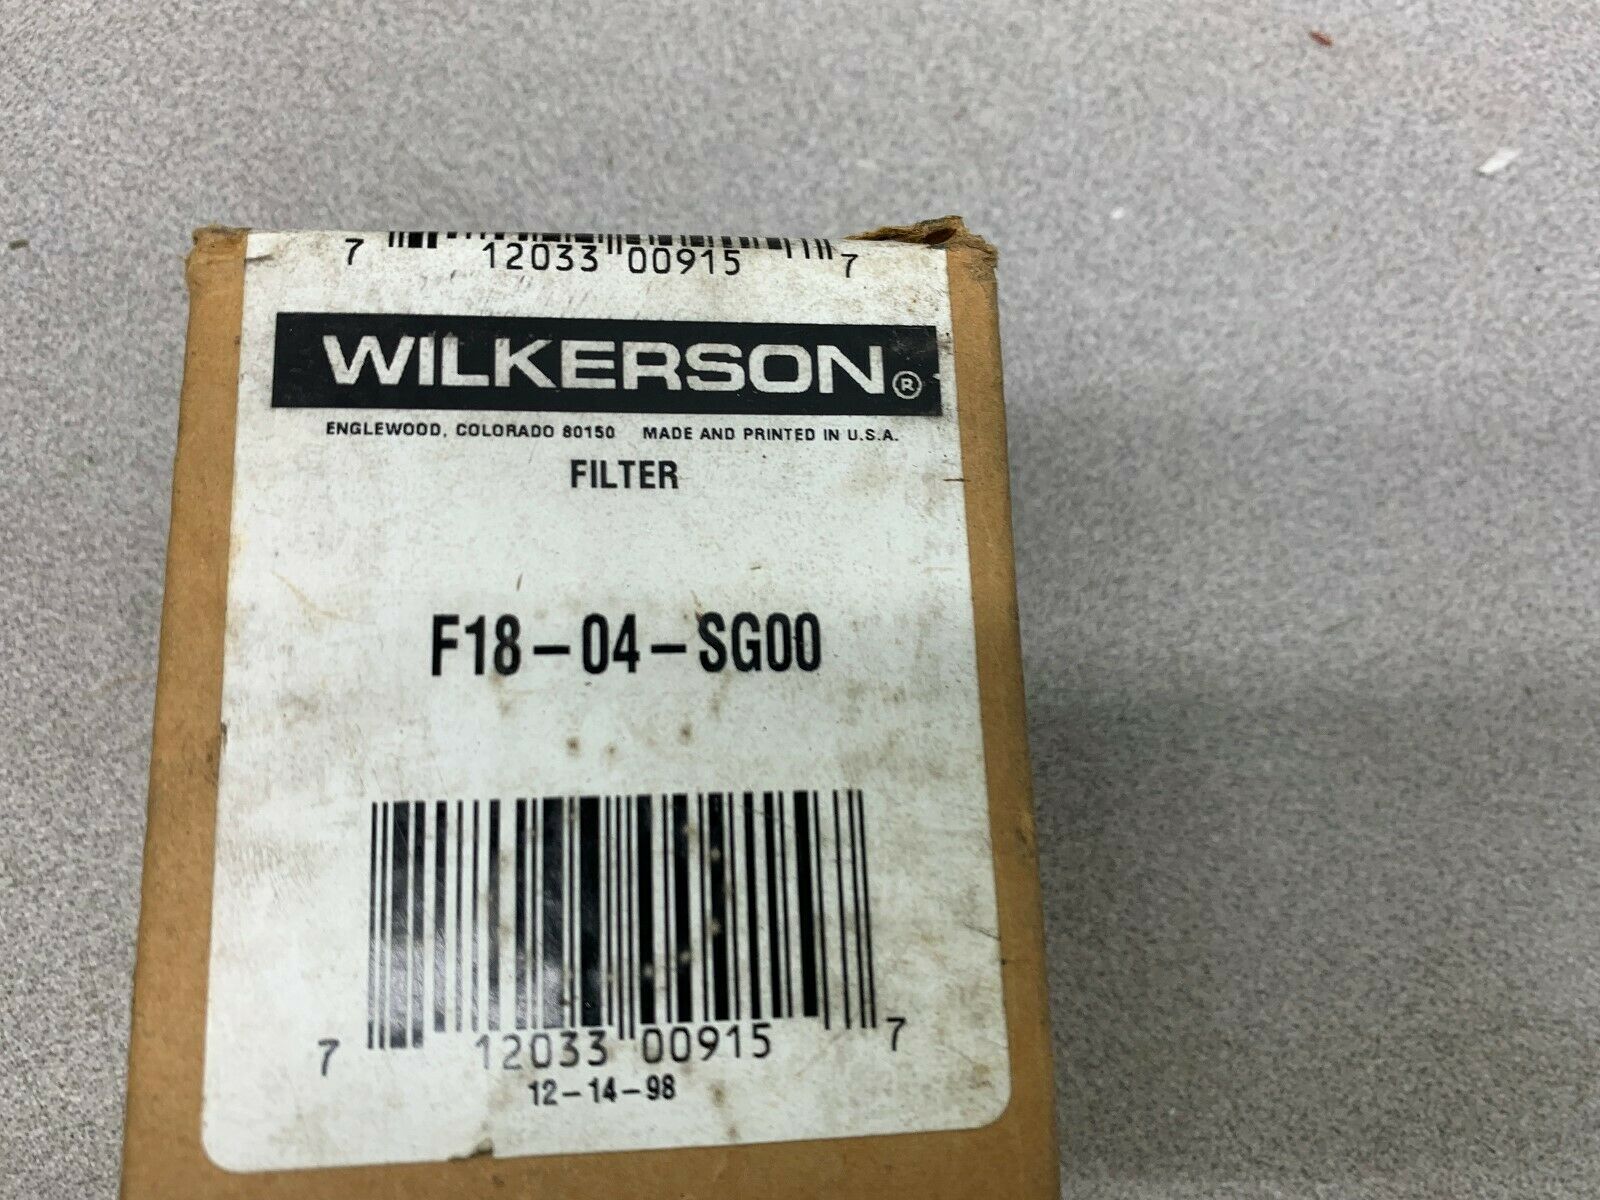 7 12033 00915 7
WILKERSON®
ENGLEWOOD, COLORADO 80150 MADE AND PRINTED IN U.S.A.
FILTER
F18-04-SG00
7 12033 00915 7
12-14-98